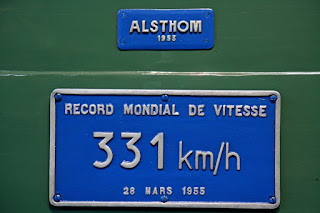 ALSTHOM
1953
RECORD MONDIAL DE VITESSE
331 km/h
28 MARS 1955